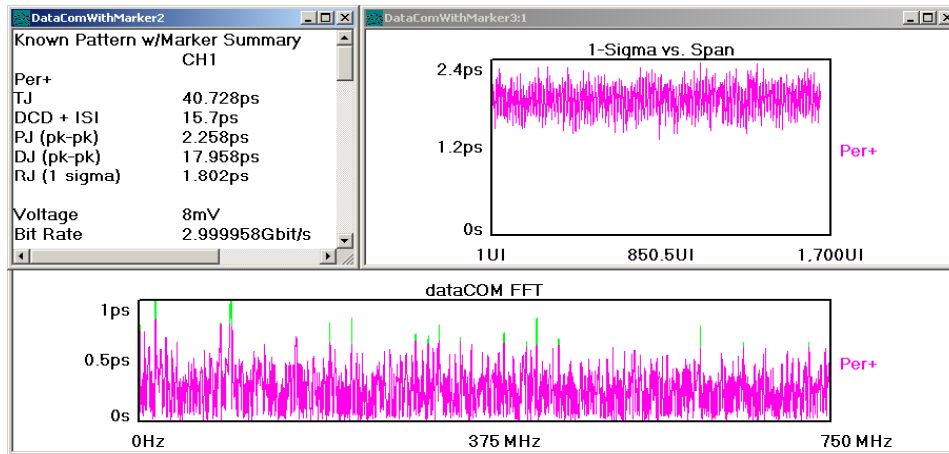 DataComWithMarker2
Known Pattern w/Marker Summary
CH1
Per+
TJ 40.728ps
DCD + ISI 15.7ps
PJ (pk-pk) 2.258ps
DJ (pk-pk) 17.958ps
RJ (1 sigma) 1.802ps
Voltage 8mV
Bit Rate 2.999958Gbit/s
DataComWithMarker3:1
1-Sigma vs. Span
2.4ps
1.2ps
0s
1UI 850.5UI 1,700UI
Per+
dataCOM FFT
1ps
0.5ps
0s
0Hz 375 MHz 750 MHz
Per+